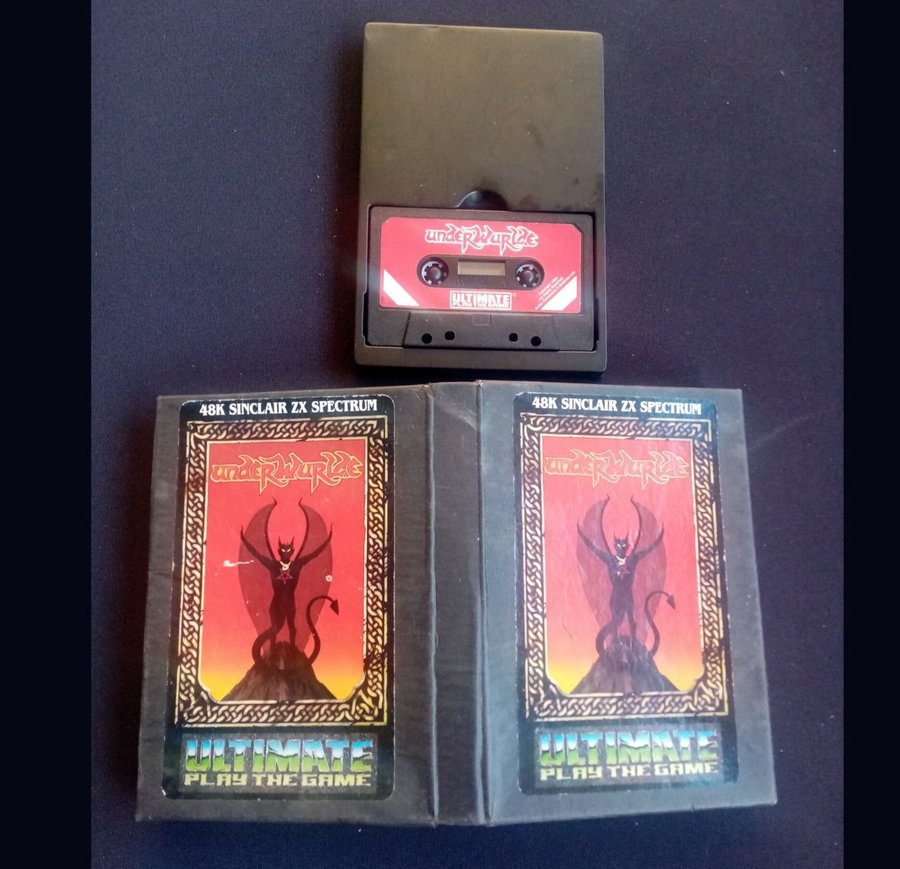 underwurlde
ULTIMATE
PLAY THE GAME
48K SINCLAIR ZX SPECTRUM
underwurlde
ULTIMATE
PLAY THE GAME
48K SINCLAIR ZX SPECTRUM
underwurlde
ULTIMATE
PLAY THE GAME